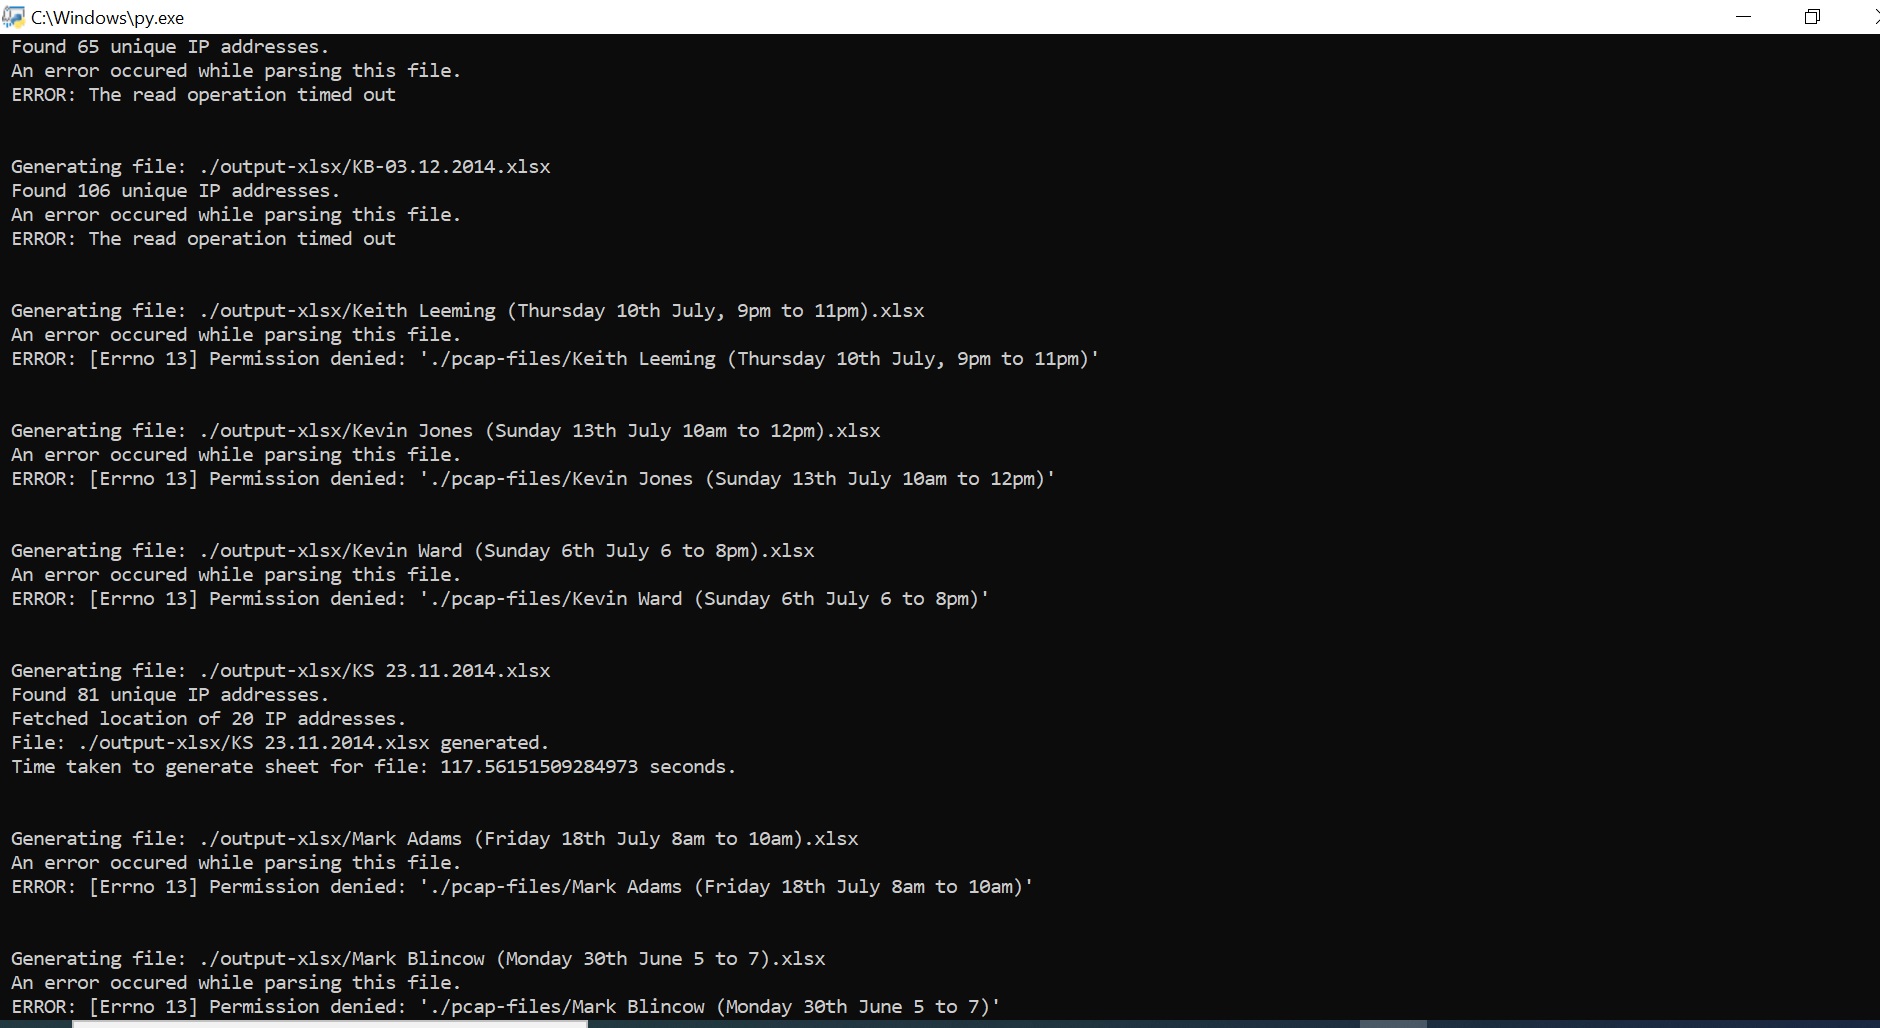 C:\Windows\py.exe
Found 65 unique IP addresses.
An error occured while parsing this file.
ERROR: The read operation timed out
Generating file: ./output-xlsx/KB-03.12.2014.xlsx
Found 106 unique IP addresses.
An error occured while parsing this file.
ERROR: The read operation timed out
Generating file: ./output-xlsx/Keith Leeming (Thursday 10th July, 9pm to 11pm).xlsx
An error occured while parsing this file.
ERROR: [Errno 13] Permission denied: './pcap-files/Keith Leeming (Thursday 10th July, 9pm to 11pm)'
Generating file: ./output-xlsx/Kevin Jones (Sunday 13th July 10am to 12pm).xlsx
An error occured while parsing this file.
ERROR: [Errno 13] Permission denied: './pcap-files/Kevin Jones (Sunday 13th July 10am to 12pm)'
Generating file: ./output-xlsx/Kevin Ward (Sunday 6th July 6 to 8pm).xlsx
An error occured while parsing this file.
ERROR: [Errno 13] Permission denied: './pcap-files/Kevin Ward (Sunday 6th July 6 to 8pm)'
Generating file: ./output-xlsx/KS 23.11.2014.xlsx
Found 81 unique IP addresses.
Fetched location of 20 IP addresses.
File: ./output-xlsx/KS 23.11.2014.xlsx generated.
Time taken to generate sheet for file: 117.56151509284973 seconds.
Generating file: ./output-xlsx/Mark Adams (Friday 18th July 8am to 10am).xlsx
An error occured while parsing this file.
ERROR: [Errno 13] Permission denied: './pcap-files/Mark Adams (Friday 18th July 8am to 10am)'
Generating file: ./output-xlsx/Mark Blincow (Monday 30th June 5 to 7).xlsx
An error occured while parsing this file.
ERROR: [Errno 13] Permission denied: './pcap-files/Mark Blincow (Monday 30th June 5 to 7)'